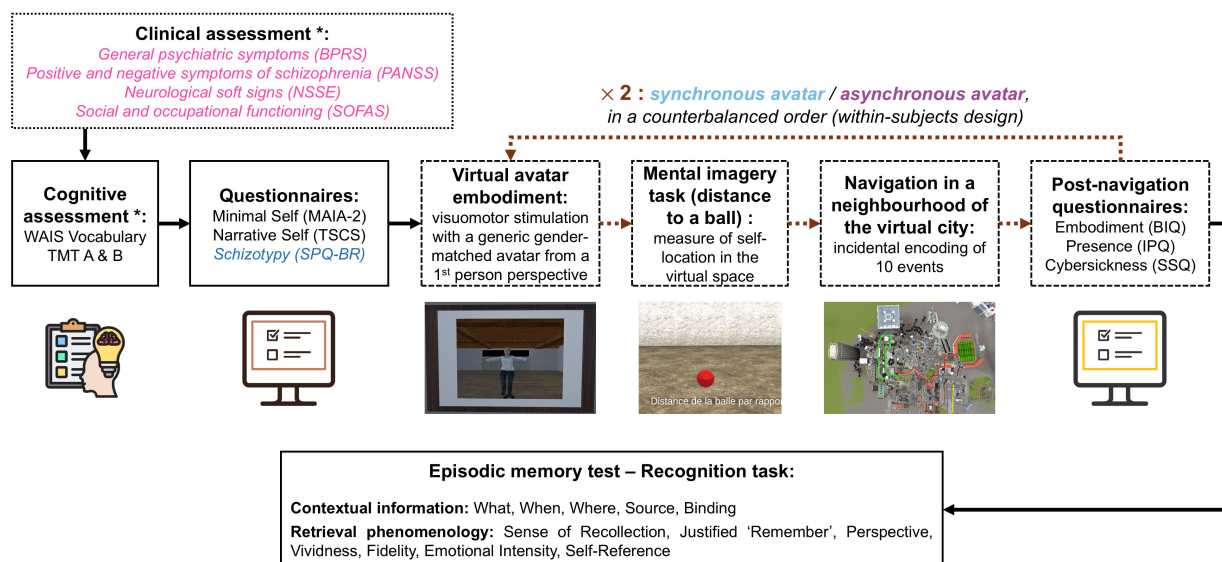 Clinical assessment *:
General psychiatric symptoms (BPRS)
Positive and negative symptoms of schizophrenia (PANSS)
Neurological soft signs (NSSE)
Social and occupational functioning (SOFAS)
× 2 : synchronous avatar / asynchronous avatar,
in a counterbalanced order (within-subjects design)
Cognitive
assessment *:
WAIS Vocabulary
TMT A & B
Questionnaires:
Minimal Self (MAIA-2)
Narrative Self (TSCS)
Schizotypy (SPQ-BR)
Virtual avatar
embodiment:
visuomotor stimulation
with a generic gender-
matched avatar from a
1st person perspective
Mental imagery
task (distance
to a ball) :
measure of self-
location in the
virtual space
Navigation in a
neighbourhood of
the virtual city:
incidental encoding of
10 events
Post-navigation
questionnaires:
Embodiment (BIQ)
Presence (IPQ)
Cybersickness (SSQ)
Distance de la balle par rappor
Episodic memory test – Recognition task:
Contextual information: What, When, Where, Source, Binding
Retrieval phenomenology: Sense of Recollection, Justified ‘Remember’, Perspective,
Vividness, Fidelity, Emotional Intensity, Self-Reference